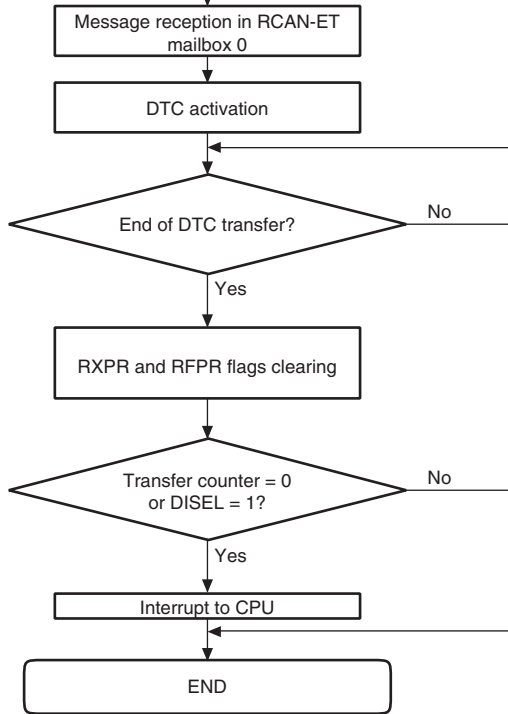 Message reception in RCAN-ET
mailbox 0
DTC activation
End of DTC transfer?
No
Yes
RXPR and RFPR flags clearing
Transfer counter = 0
or DISEL = 1?
No
Yes
Interrupt to CPU
END